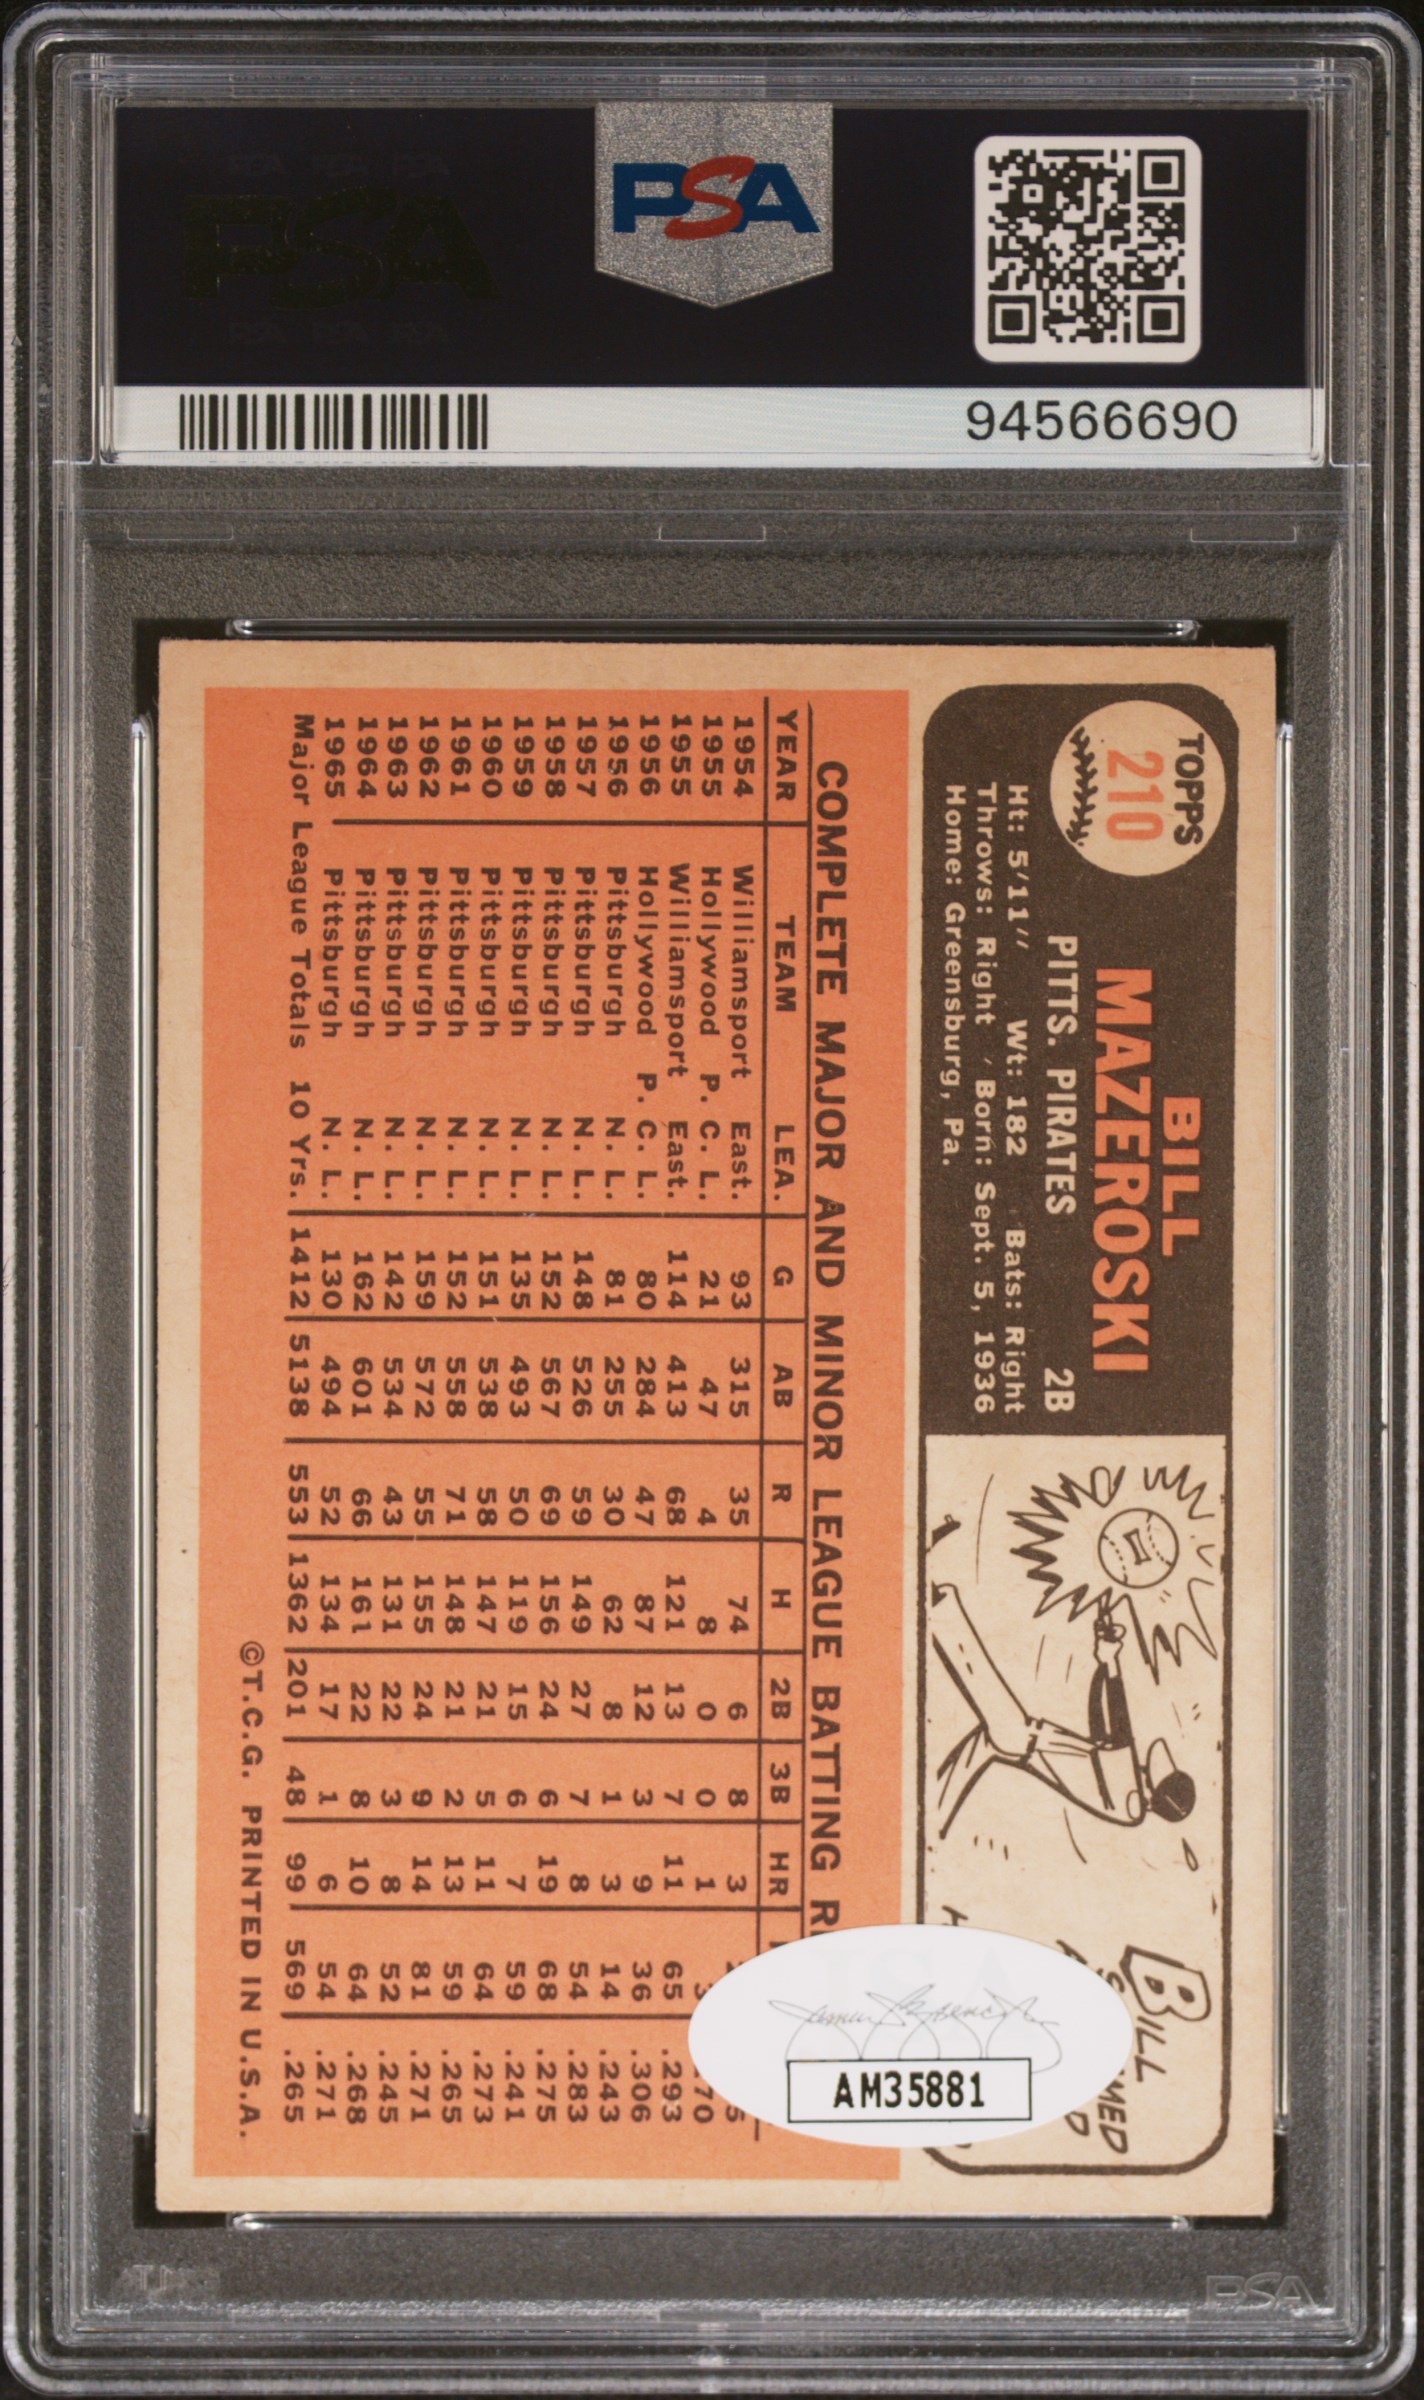 PSA
94566690
TOPPS
210
BILL
MAZEROSKI
PITTS. PIRATES 2B
Ht: 5'11" Wt: 182 Bats: Right
Throws: Right Born: Sept. 5, 1936
Home: Greensburg, Pa.
BILL
COMPLETE MAJOR AND MINOR LEAGUE BATTING
YEAR TEAM LEA. G AB R H 2B 3B HR
1954 Williamsport East. 93 315 35 74 6 8 3
1955 Hollywood P. C. L. 21 47 4 8 0 0 1
1955 Williamsport East. 114 413 68 121 13 7 11 65 .293
1956 Hollywood P. C. L. 80 284 47 87 12 3 9 36 .306
1956 Pittsburgh N. L. 81 255 30 62 8 1 3 14 .243
1957 Pittsburgh N. L. 148 526 59 149 27 7 8 54 .283
1958 Pittsburgh N. L. 152 567 69 156 24 6 19 68 .275
1959 Pittsburgh N. L. 135 493 50 119 15 6 7 59 .241
1960 Pittsburgh N. L. 151 538 58 147 21 5 11 64 .273
1961 Pittsburgh N. L. 152 558 71 148 21 2 13 59 .265
1962 Pittsburgh N. L. 159 572 55 155 24 9 14 81 .271
1963 Pittsburgh N. L. 142 534 43 131 22 3 8 52 .245
1964 Pittsburgh N. L. 162 601 66 161 22 8 10 64 .268
1965 Pittsburgh N. L. 130 494 52 134 17 1 6 54 .271
Major League Totals 10 Yrs. 1412 5138 553 1362 201 48 99 569 .265
©T.C.G. PRINTED IN U.S.A.
AM35881
PSA